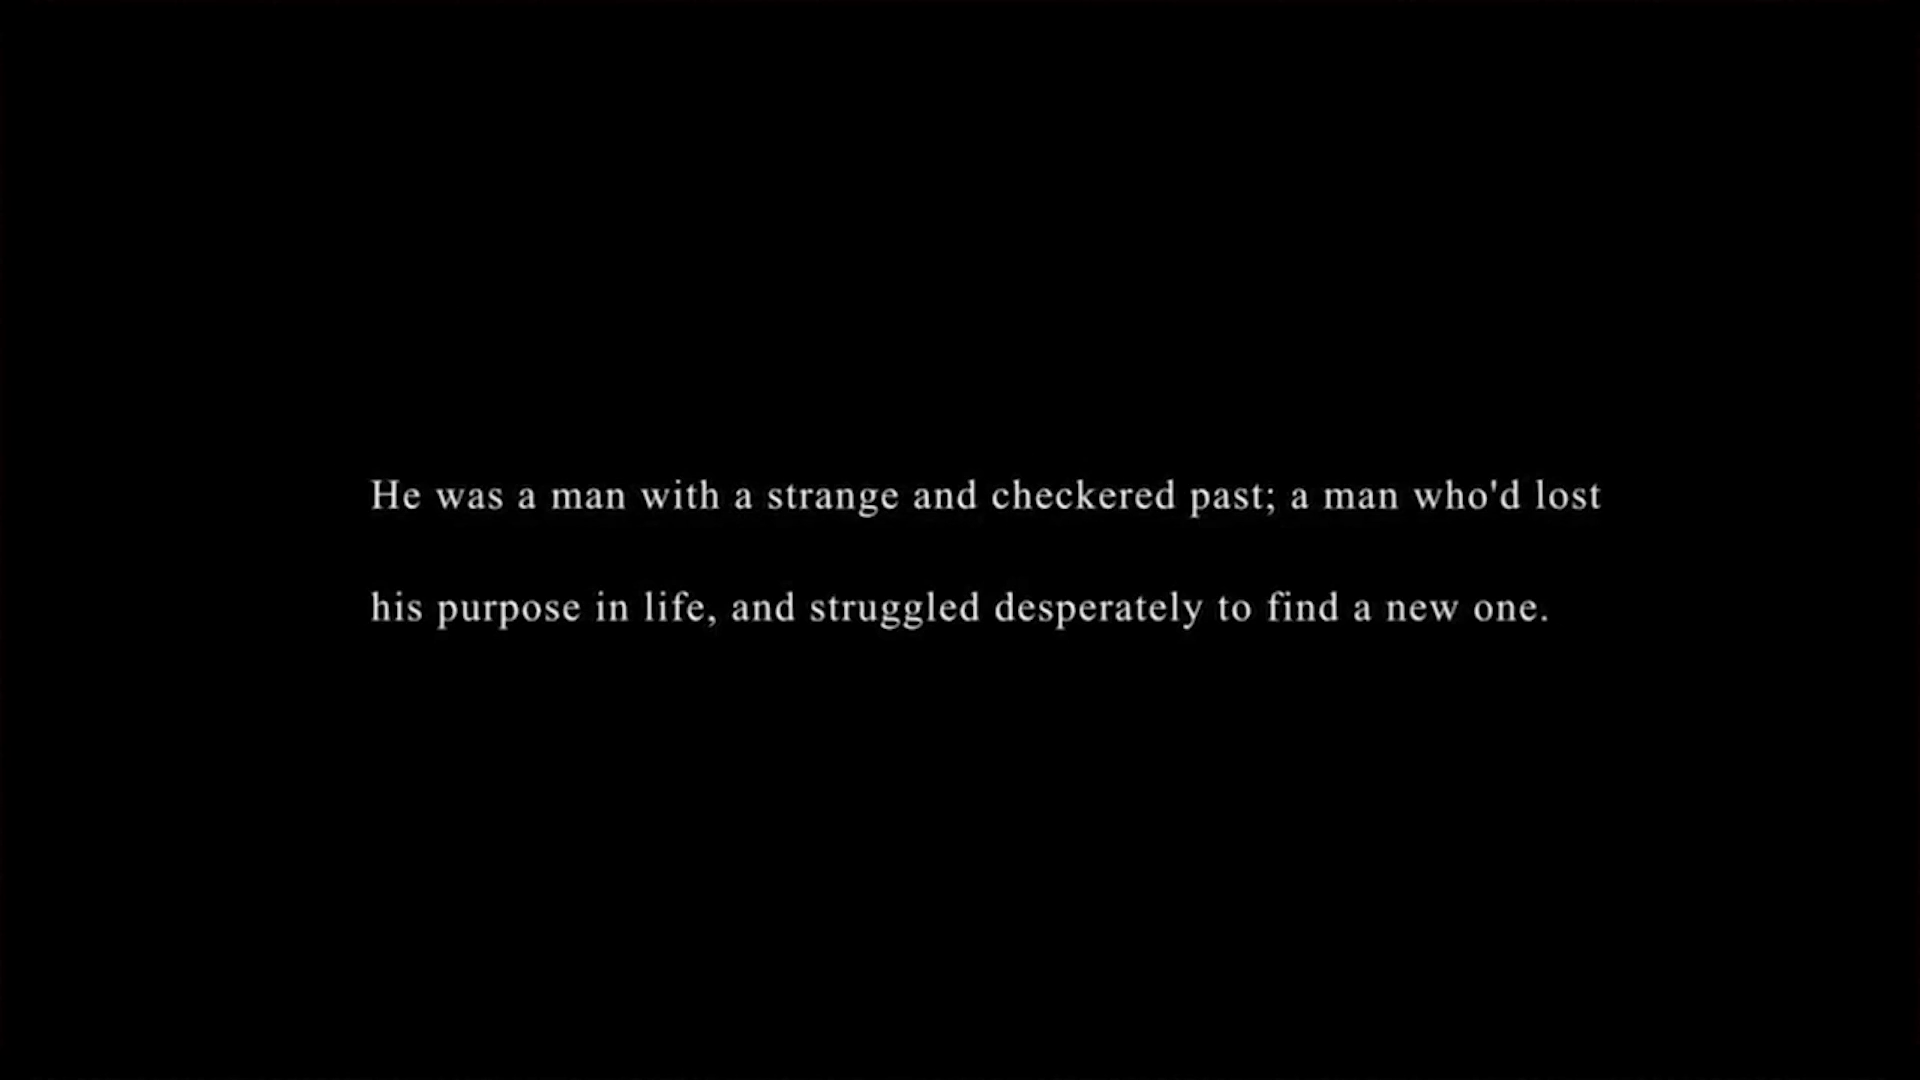 He was a man with a strange and checkered past; a man who'd lost
his purpose in life, and struggled desperately to find a new one.